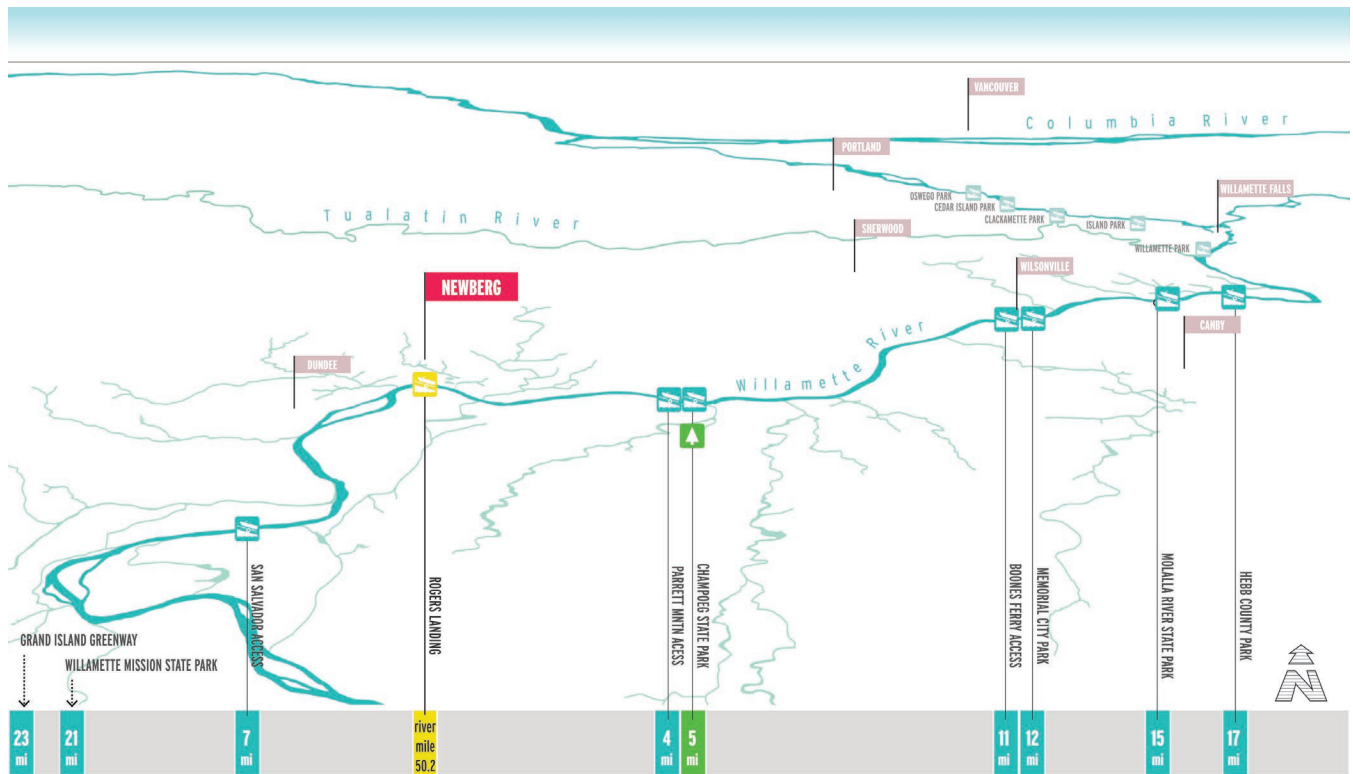 VANCOUVER
Columbia River
PORTLAND
OSWEGO PARK
CEDAR ISLAND PARK
CLACKAMETTE PARK
ISLAND PARK
WILLAMETTE FALLS
Tualatin River
SHERWOOD
WILLAMETTE PARK
WILSONVILLE
NEWBERG
CANBY
DUNDEE
Willamette River
SAN SALVADOR ACCESS
ROGERS LANDING
PARRETT MNTN ACESS
CHAMPOEG STATE PARK
BOONES FERRY ACCESS
MEMORIAL CITY PARK
MOLALLA RIVER STATE PARK
HEBB COUNTY PARK
GRAND ISLAND GREENWAY
WILLAMETTE MISSION STATE PARK
N
23
mi
21
mi
7
mi
river
mile
50.2
4
mi
5
mi
11
mi
12
mi
15
mi
17
mi